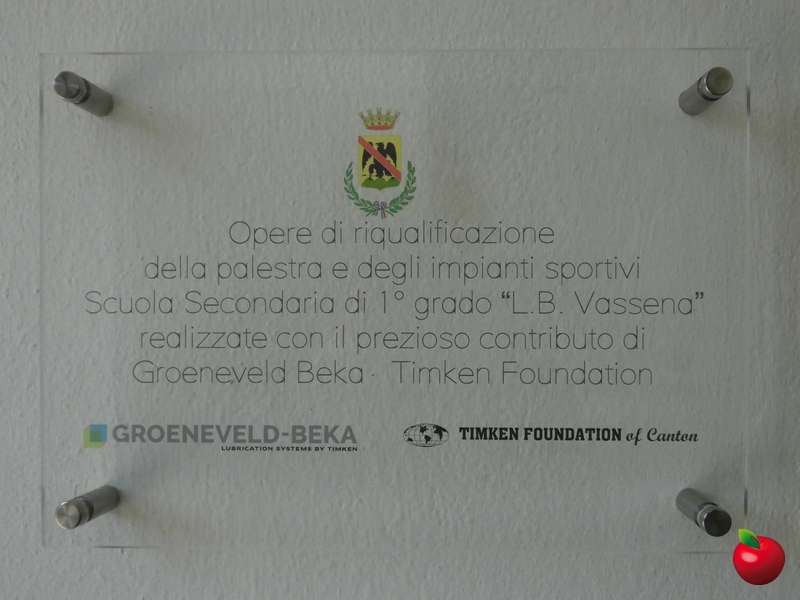 Opere di riqualificazione
della palestra e degli impianti sportivi
Scuola Secondaria di 1° grado “L.B. Vassena”
realizzate con il prezioso contributo di
Groeneveld Beka - Timken Foundation
GROENEVELD-BEKA
LUBRICATION SYSTEMS BY TIMKEN
TIMKEN FOUNDATION of Canton